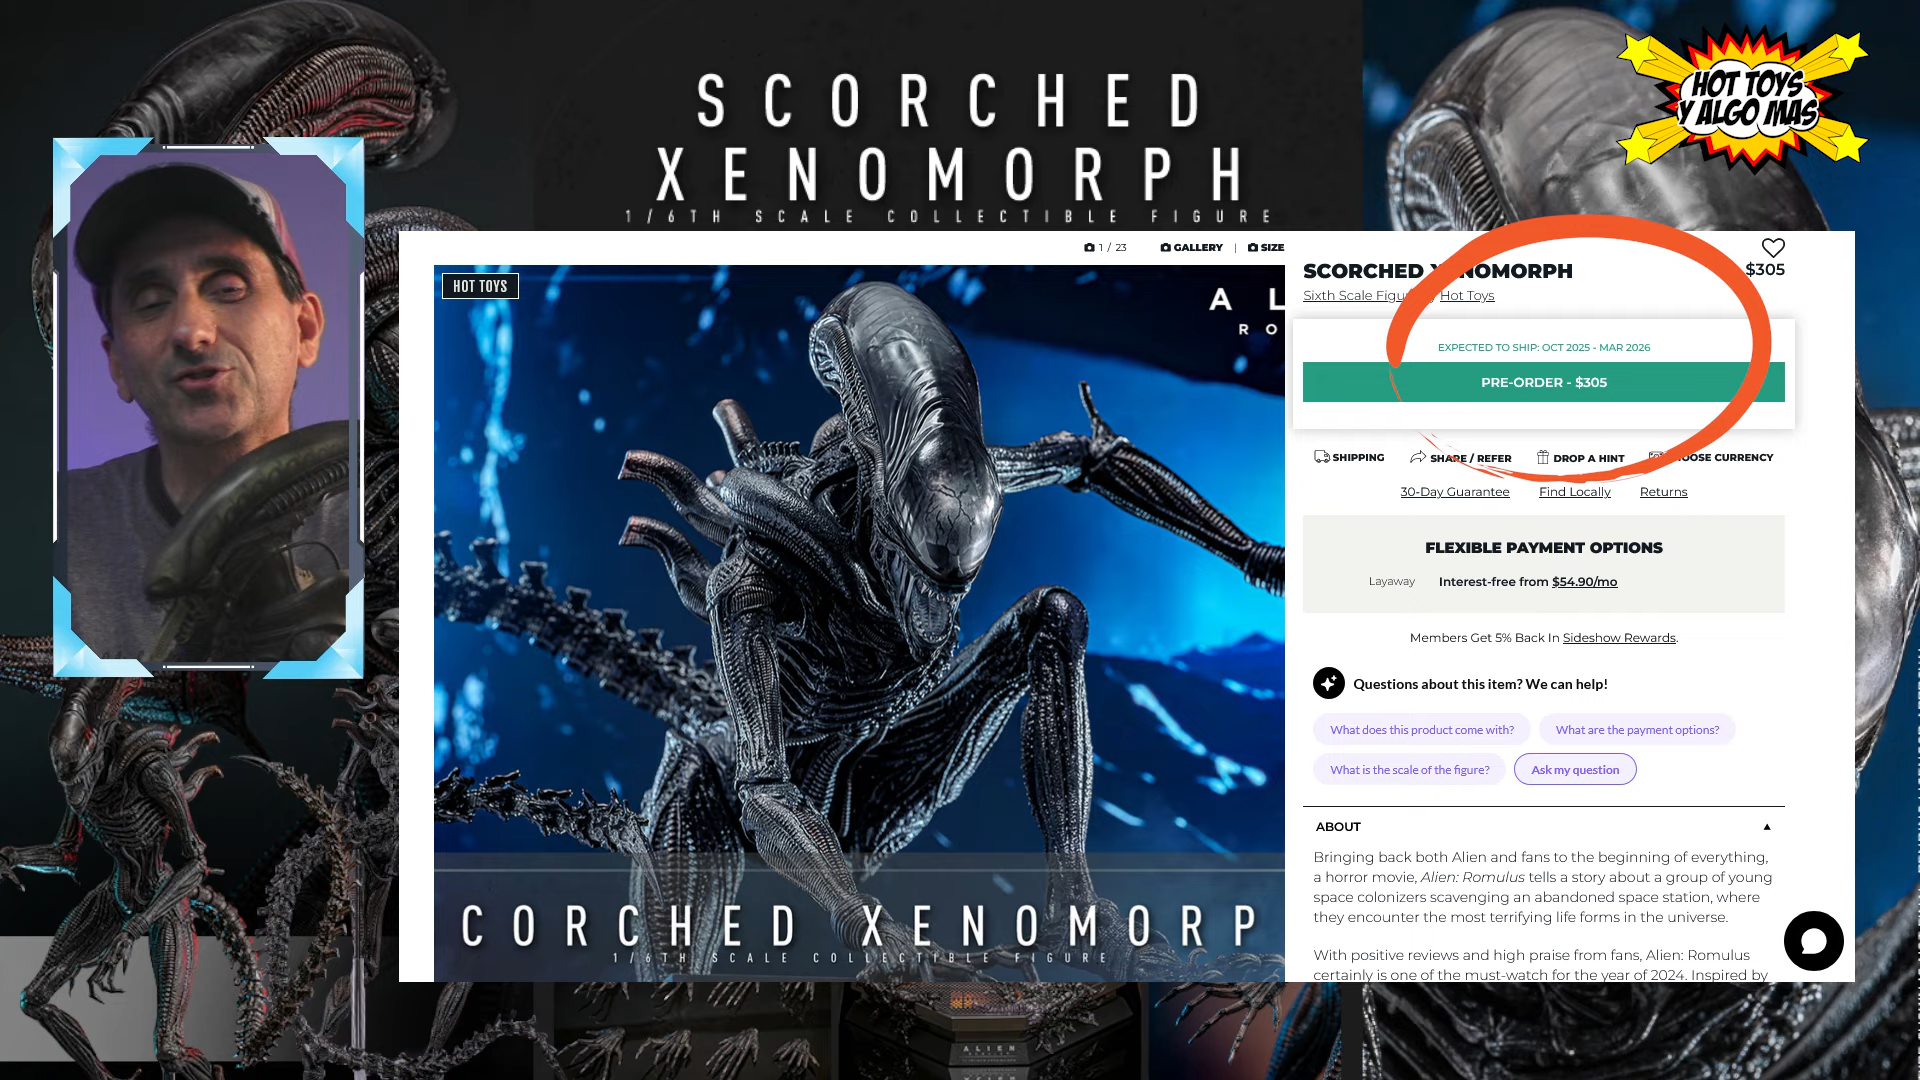 SCORCHED
XENOMORPH
1/6TH SCALE COLLECTIBLE FIGURE
HOT TOYS
Y ALGO MAS
1 / 23
GALLERY | SIZE
HOT TOYS
A L
R O
SCORCHED XENOMORPH
$305
Sixth Scale Hot Toys
EXPECTED TO SHIP: OCT 2025 - MAR 2026
PRE-ORDER - $305
SHIPPING
SHARE / REFER
DROP A HINT
CURRENCY
30-Day Guarantee
Find Locally
Returns
FLEXIBLE PAYMENT OPTIONS
Layaway Interest-free from $54.90/mo
Members Get 5% Back In Sideshow Rewards.
Questions about this item? We can help!
What does this product come with?
What are the payment options?
What is the scale of the figure?
Ask my question
ABOUT
Bringing back both Alien and fans to the beginning of everything,
a horror movie, Alien: Romulus tells a story about a group of young
space colonizers scavenging an abandoned space station, where
they encounter the most terrifying life forms in the universe.
With positive reviews and high praise from fans, Alien: Romulus
certainly is one of the must-watch for the year of 2024. Inspired by
CORCHED XENOMORP
1/6TH SCALE COLLECTIBLE FIGURE
ALIEN